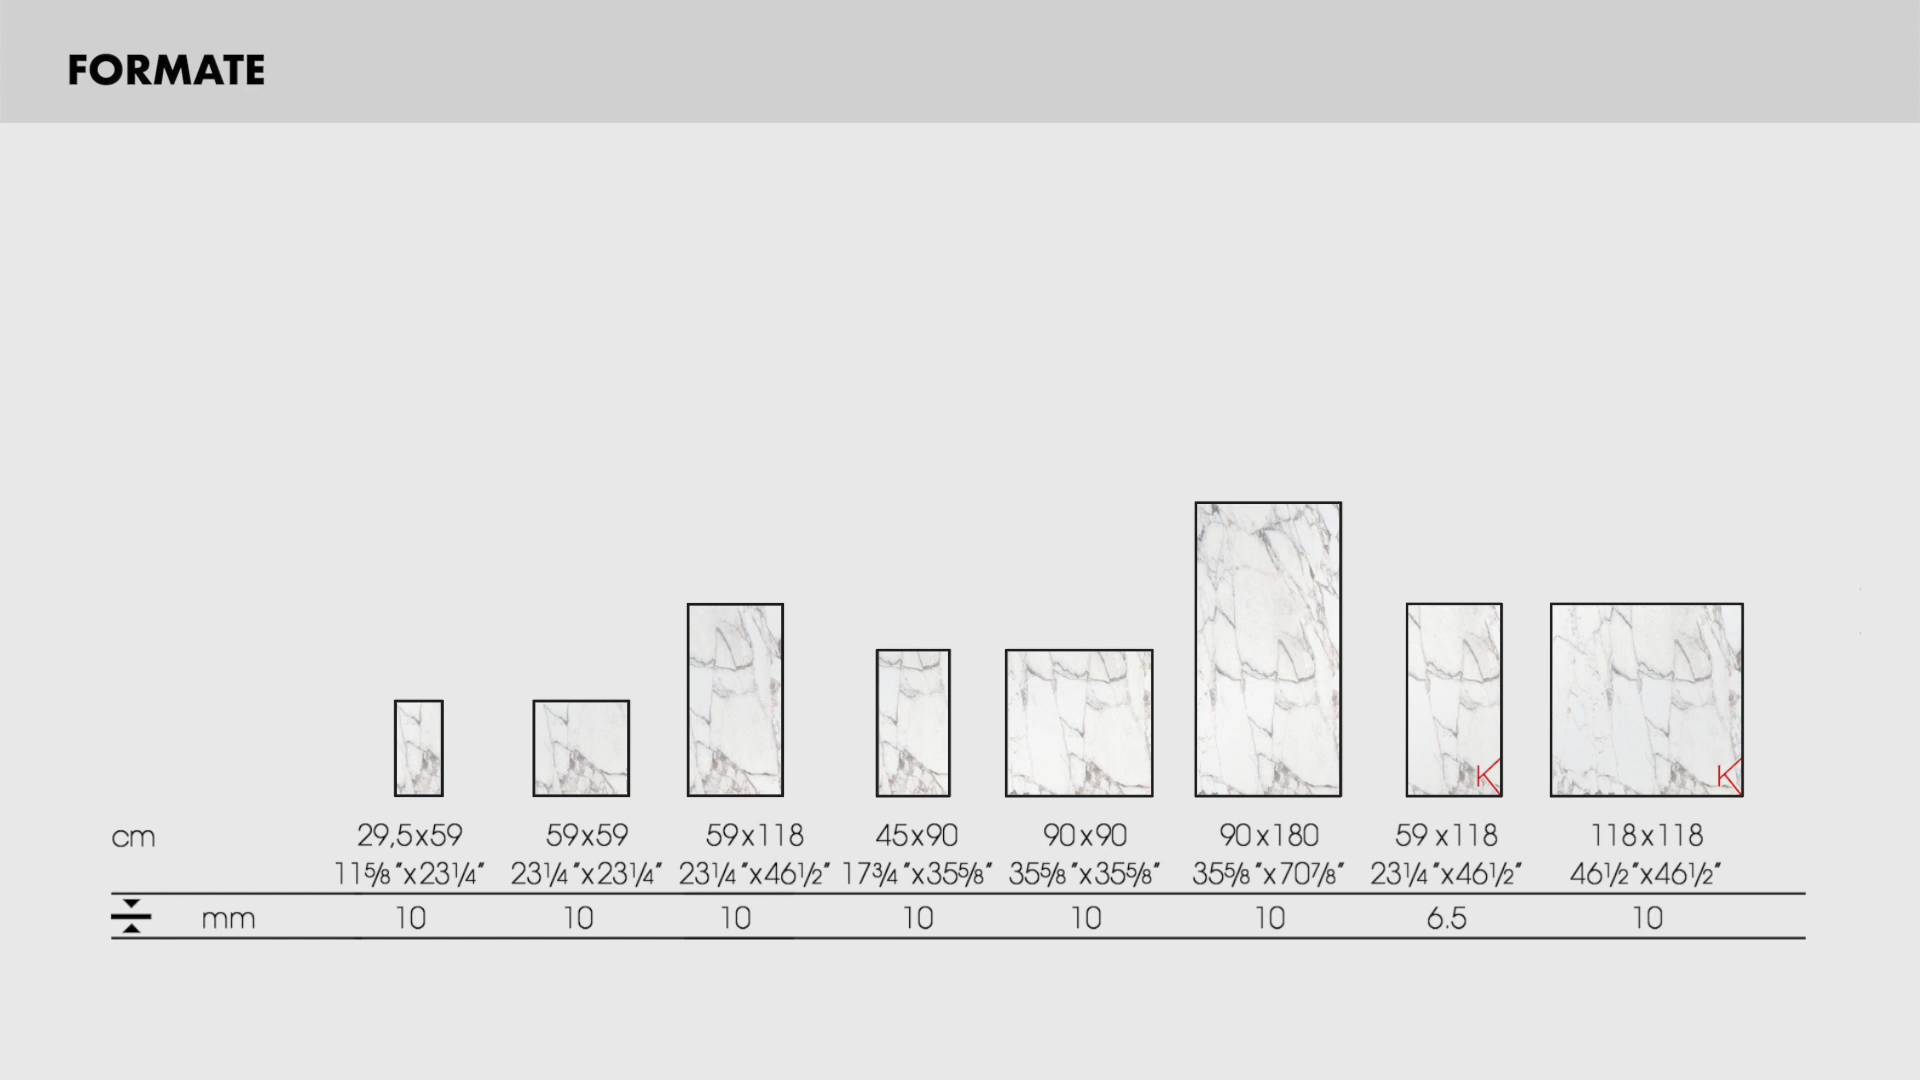 FORMATE
K K
cm 29,5x59 59x59 59x118 45x90 90x90 90x180 59 x118 118x118
11⅝"x23¼" 23¼"x23¼" 23¼"x46½" 17¾"x35⅝" 35⅝"x35⅝" 35⅝"x70⅞" 23¼"x46½" 46½"x46½"
mm 10 10 10 10 10 10 6.5 10